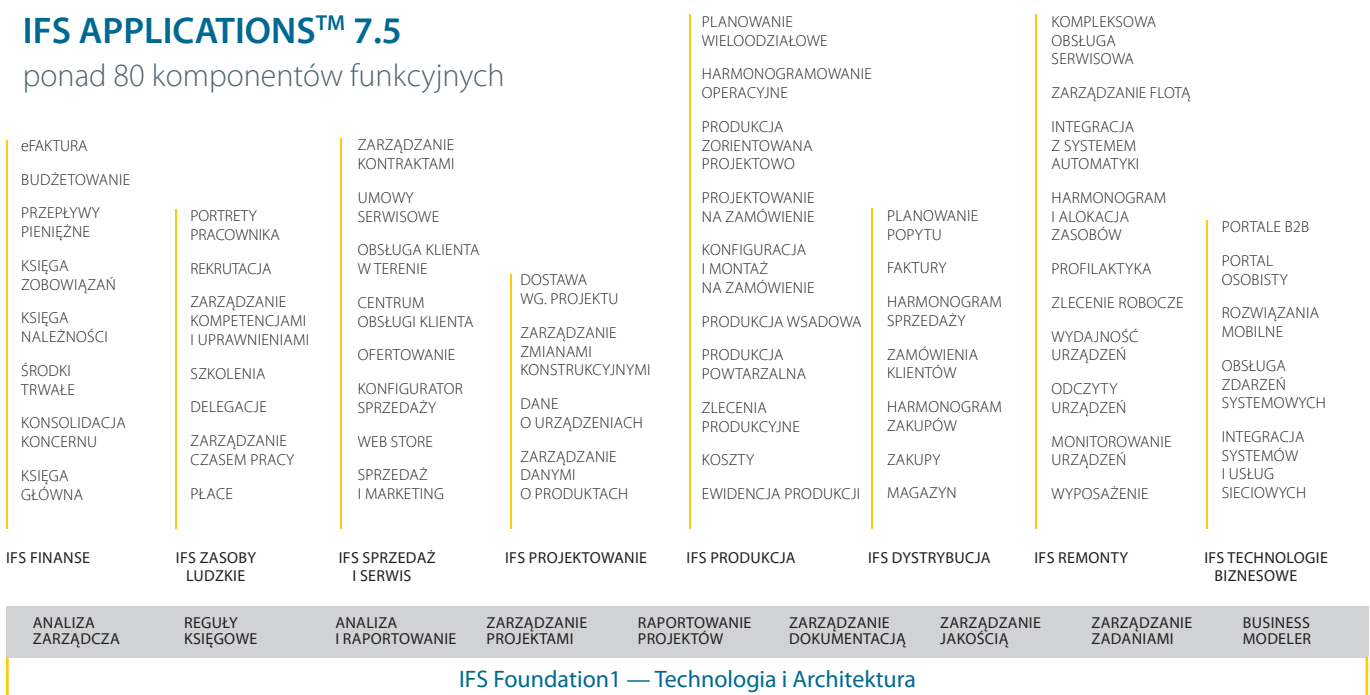 IFS APPLICATIONS™ 7.5
ponad 80 komponentów funkcyjnych
eFAKTURA
BUDŻETOWANIE
PRZEPŁYWY
PIENIĘŻNE
KSIĘGA
ZOBOWIĄZAŃ
KSIĘGA
NALEŻNOŚCI
ŚRODKI
TRWAŁE
KONSOLIDACJA
KONCERNU
KSIĘGA
GŁÓWNA
IFS FINANSE
PORTRETY
PRACOWNIKA
REKRUTACJA
ZARZĄDZANIE
KOMPETENCJAMI
I UPRAWNIENIAMI
SZKOLENIA
DELEGACJE
ZARZĄDZANIE
CZASEM PRACY
PŁACE
IFS ZASOBY
LUDZKIE
ZARZĄDZANIE
KONTRAKTAMI
UMOWY
SERWISOWE
OBSŁUGA KLIENTA
W TERENIE
CENTRUM
OBSŁUGI KLIENTA
OFERTOWANIE
KONFIGURATOR
SPRZEDAŻY
WEB STORE
SPRZEDAŻ
I MARKETING
IFS SPRZEDAŻ
I SERWIS
DOSTAWA
WG. PROJEKTU
ZARZĄDZANIE
ZMIANAMI
KONSTRUKCYJNYMI
DANE
O URZĄDZENIACH
ZARZĄDZANIE
DANYMI
O PRODUKTACH
IFS PROJEKTOWANIE
PLANOWANIE
WIELOODZIAŁOWE
HARMONOGRAMOWANIE
OPERACYJNE
PRODUKCJA
ZORIENTOWANA
PROJEKTOWO
PROJEKTOWANIE
NA ZAMÓWIENIE
KONFIGURACJA
I MONTAŻ
NA ZAMÓWIENIE
PRODUKCJA WSADOWA
PRODUKCJA
POWTARZALNA
ZLECENIA
PRODUKCYJNE
KOSZTY
EWIDENCJA PRODUKCJI
IFS PRODUKCJA
PLANOWANIE
POPYTU
FAKTURY
HARMONOGRAM
SPRZEDAŻY
ZAMÓWIENIA
KLIENTÓW
HARMONOGRAM
ZAKUPÓW
ZAKUPY
MAGAZYN
IFS DYSTRYBUCJA
KOMPLEKSOWA
OBSŁUGA
SERWISOWA
ZARZĄDZANIE FLOTĄ
INTEGRACJA
Z SYSTEMEM
AUTOMATYKI
HARMONOGRAM
I ALOKACJA
ZASOBÓW
PROFILAKTYKA
ZLECENIE ROBOCZE
WYDAJNOŚĆ
URZĄDZEŃ
ODCZYTY
URZĄDZEŃ
MONITOROWANIE
URZĄDZEŃ
WYPOSAŻENIE
IFS REMONTY
PORTALE B2B
PORTAL
OSOBISTY
ROZWIĄZANIA
MOBILNE
OBSŁUGA
ZDARZEŃ
SYSTEMOWYCH
INTEGRACJA
SYSTEMÓW
I USŁUG
SIECIOWYCH
IFS TECHNOLOGIE
BIZNESOWE
ANALIZA
ZARZĄDCZA
REGUŁY
KSIĘGOWE
ANALIZA
I RAPORTOWANIE
ZARZĄDZANIE
PROJEKTAMI
RAPORTOWANIE
PROJEKTÓW
ZARZĄDZANIE
DOKUMENTACJĄ
ZARZĄDZANIE
JAKOŚCIĄ
ZARZĄDZANIE
ZADANIAMI
BUSINESS
MODELER
IFS Foundation1 — Technologia i Architektura